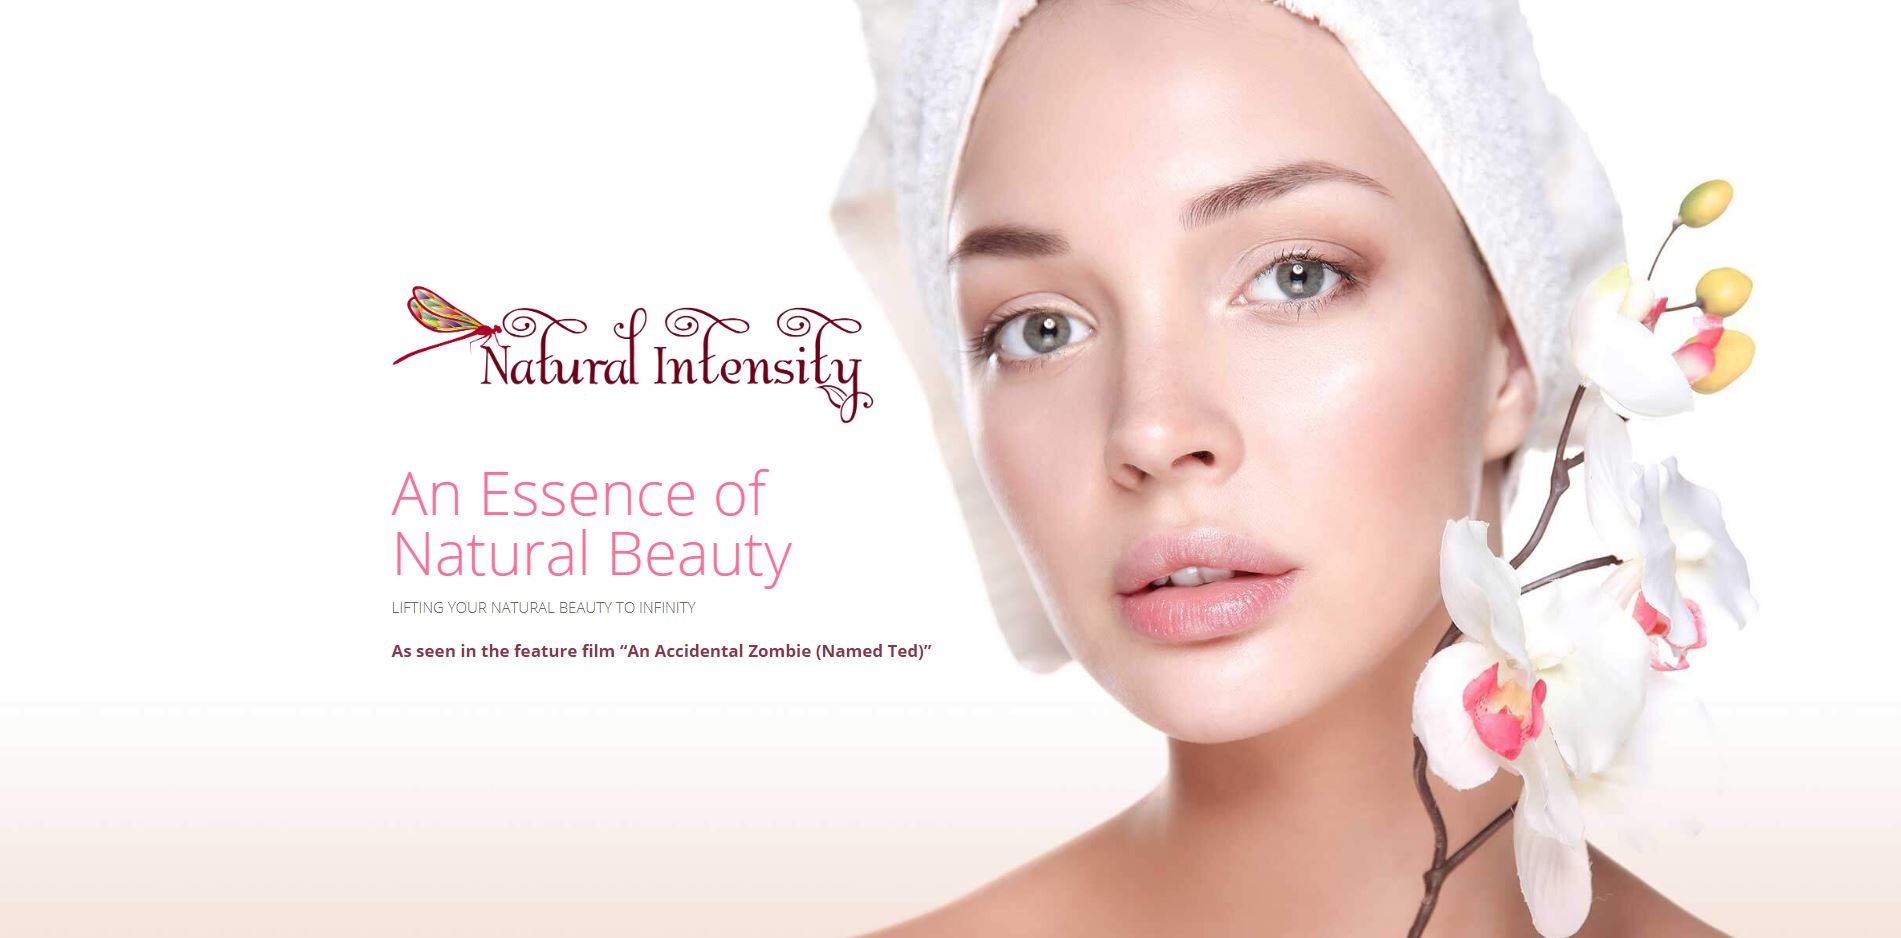 Natural Intensity
An Essence of
Natural Beauty
LIFTING YOUR NATURAL BEAUTY TO INFINITY
As seen in the feature film “An Accidental Zombie (Named Ted)”